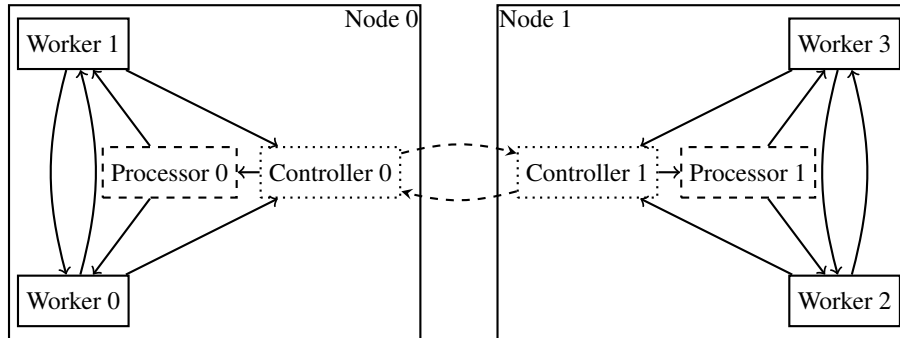 Node 0
Node 1
Worker 1
Worker 3
Processor 0
Controller 0
Controller 1
Processor 1
Worker 0
Worker 2